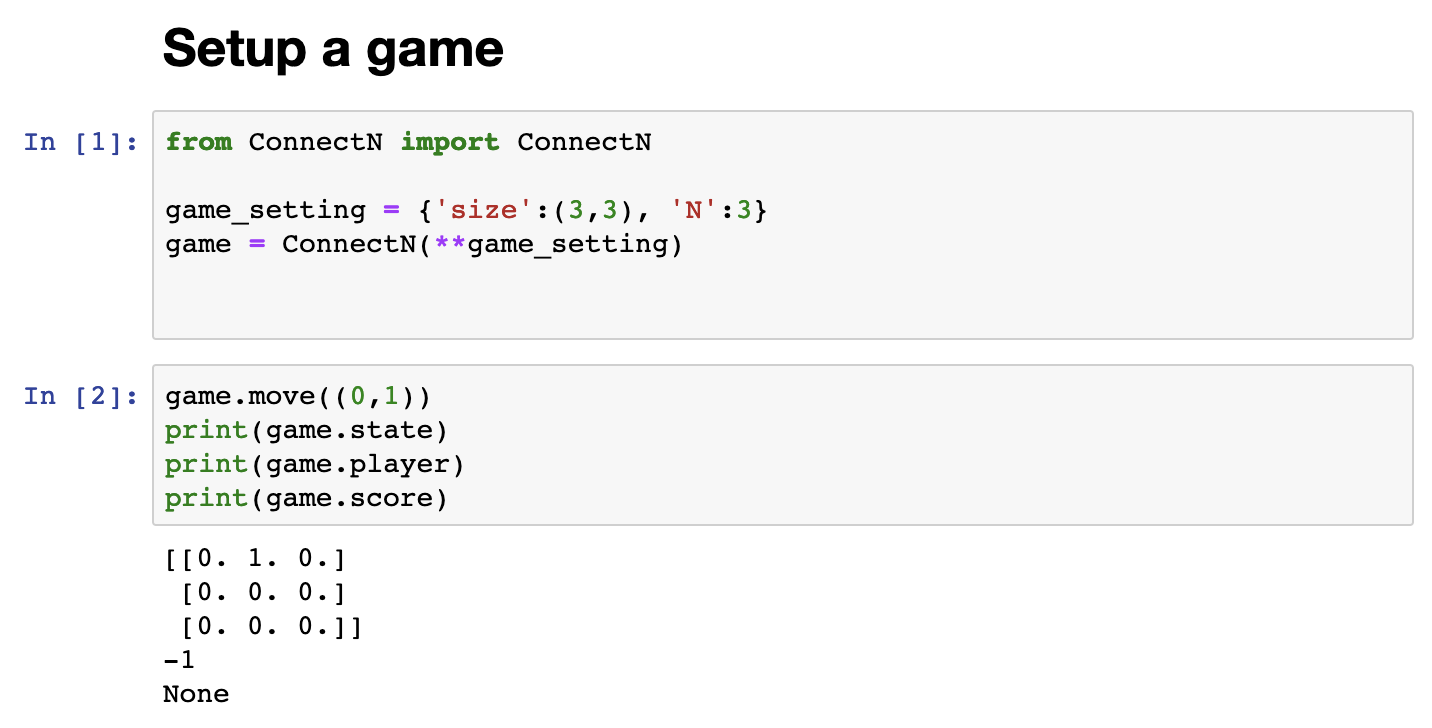 Setup a game
In [1]:
from ConnectN import ConnectN
game_setting = {'size':(3,3), 'N':3}
game = ConnectN(**game_setting)
In [2]:
game.move((0,1))
print(game.state)
print(game.player)
print(game.score)
[[0. 1. 0.]
 [0. 0. 0.]
 [0. 0. 0.]]
-1
None